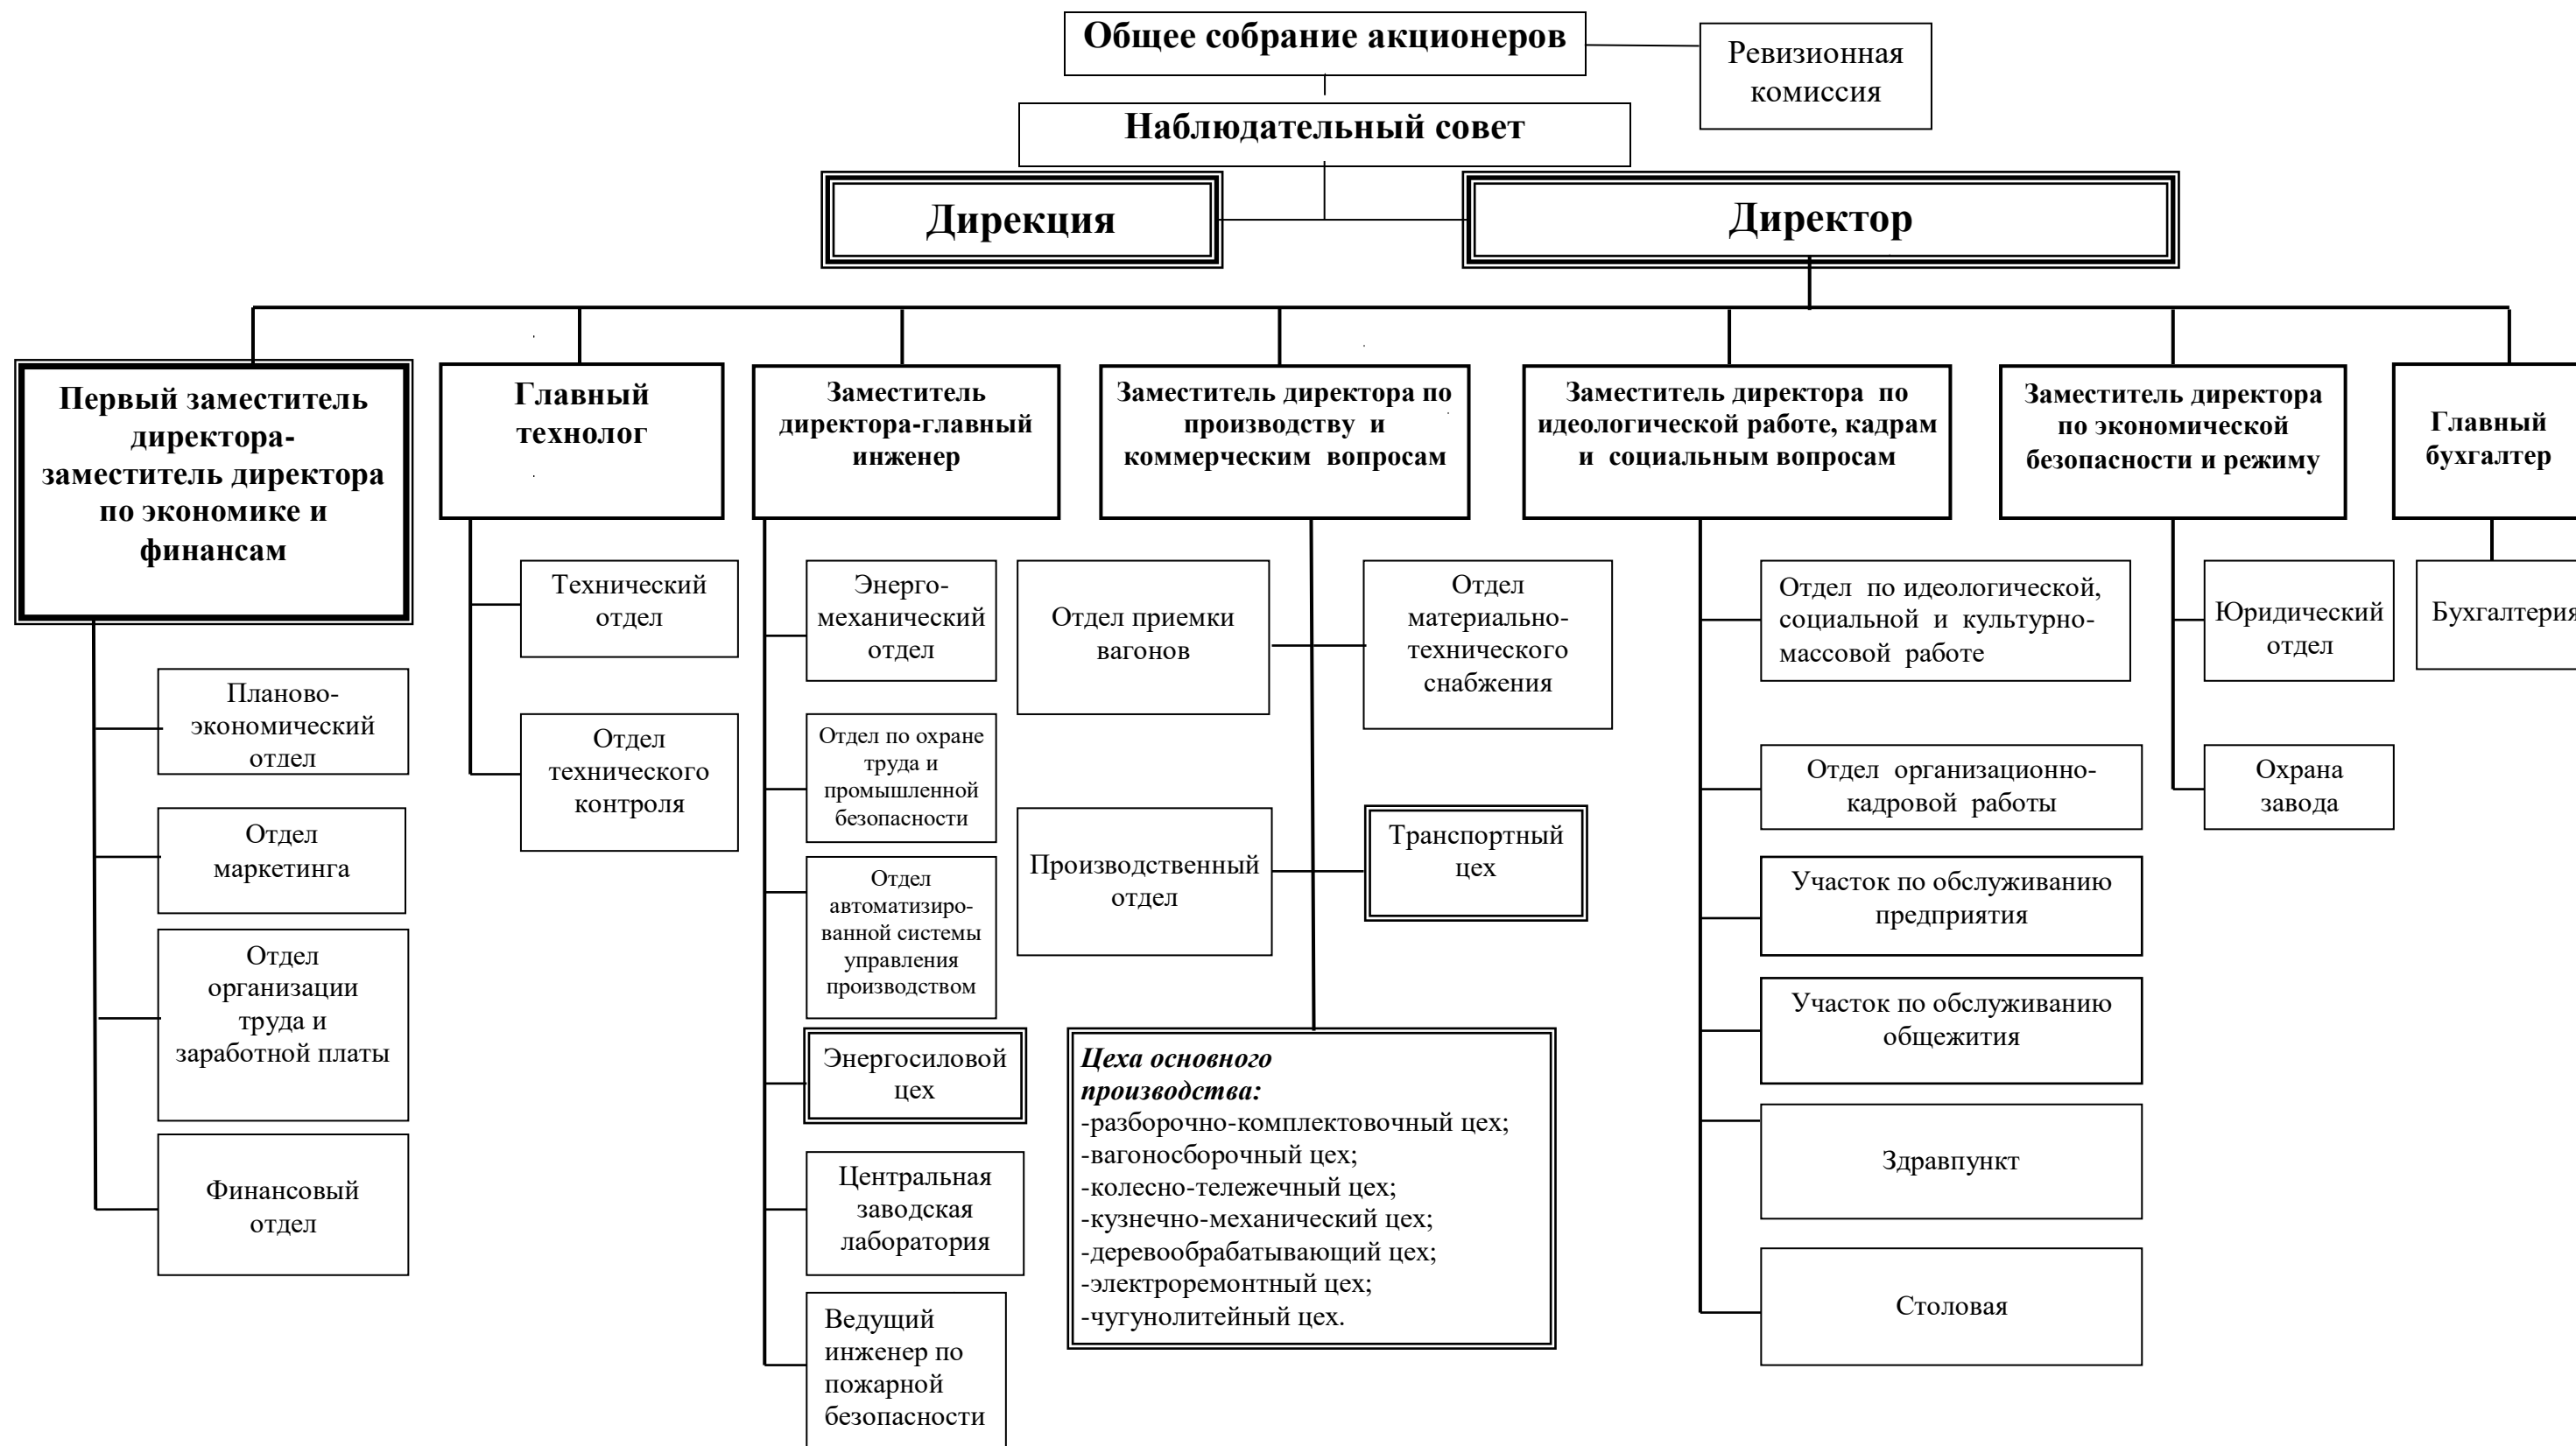 Общее собрание акционеров
Ревизионная
комиссия
Наблюдательный совет
Дирекция
Директор
Первый заместитель
директора-
заместитель директора
по экономике и
финансам
Главный
технолог
Заместитель
директора-главный
инженер
Заместитель директора по
производству и
коммерческим вопросам
Заместитель директора по
идеологической работе, кадрам
и социальным вопросам
Заместитель директора
по экономической
безопасности и режиму
Главный
бухгалтер
Планово-
экономический
отдел
Отдел
маркетинга
Отдел
организации
труда и
заработной платы
Финансовый
отдел
Технический
отдел
Отдел
технического
контроля
Энерго-
механический
отдел
Отдел по охране
труда и
промышленной
безопасности
Отдел
автоматизиро-
ванной системы
управления
производством
Энергосиловой
цех
Центральная
заводская
лаборатория
Ведущий
инженер по
пожарной
безопасности
Отдел приемки
вагонов
Отдел
материально-
технического
снабжения
Производственный
отдел
Транспортный
цех
Цеха основного
производства:
-разборочно-комплектовочный цех;
-вагоносборочный цех;
-колесно-тележечный цех;
-кузнечно-механический цех;
-деревообрабатывающий цех;
-электроремонтный цех;
-чугунолитейный цех.
Отдел по идеологической,
социальной и культурно-
массовой работе
Отдел организационно-
кадровой работы
Участок по обслуживанию
предприятия
Участок по обслуживанию
общежития
Здравпункт
Столовая
Юридический
отдел
Охрана
завода
Бухгалтерия